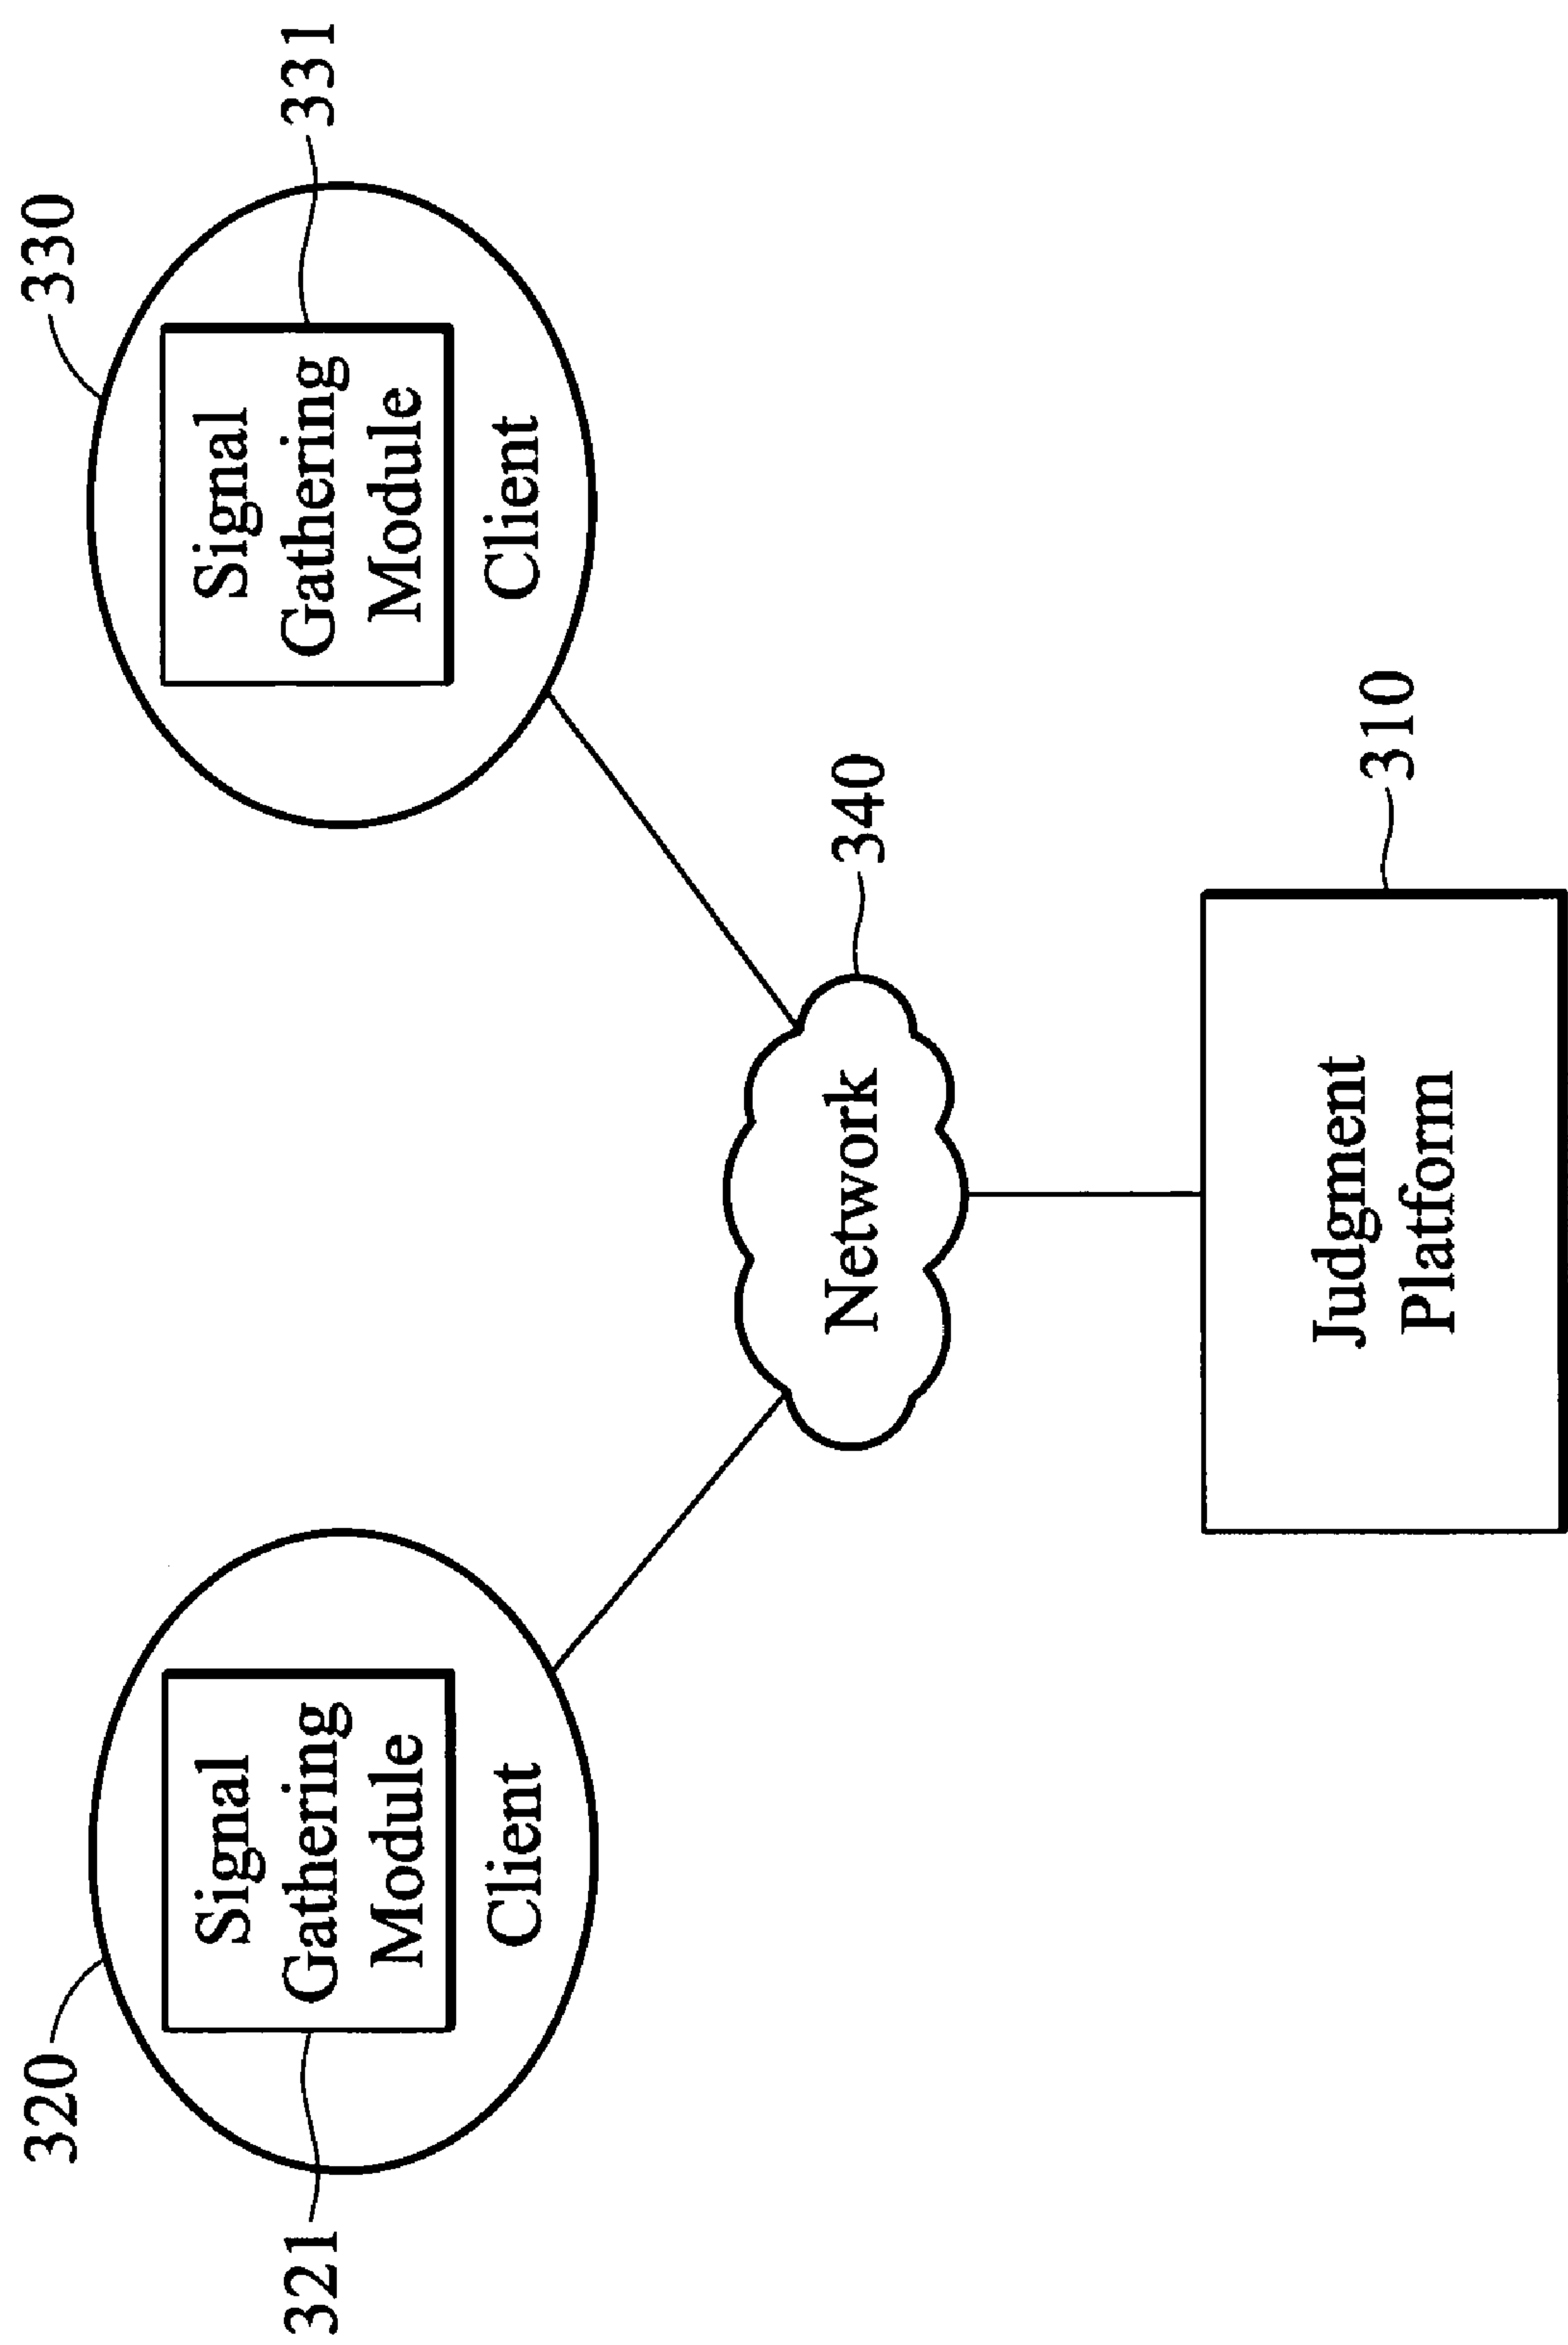 320
330
321
Signal
Gathering
Module
Client
Signal
Gathering
Module
Client
331
Network
340
Judgment
Platform
310